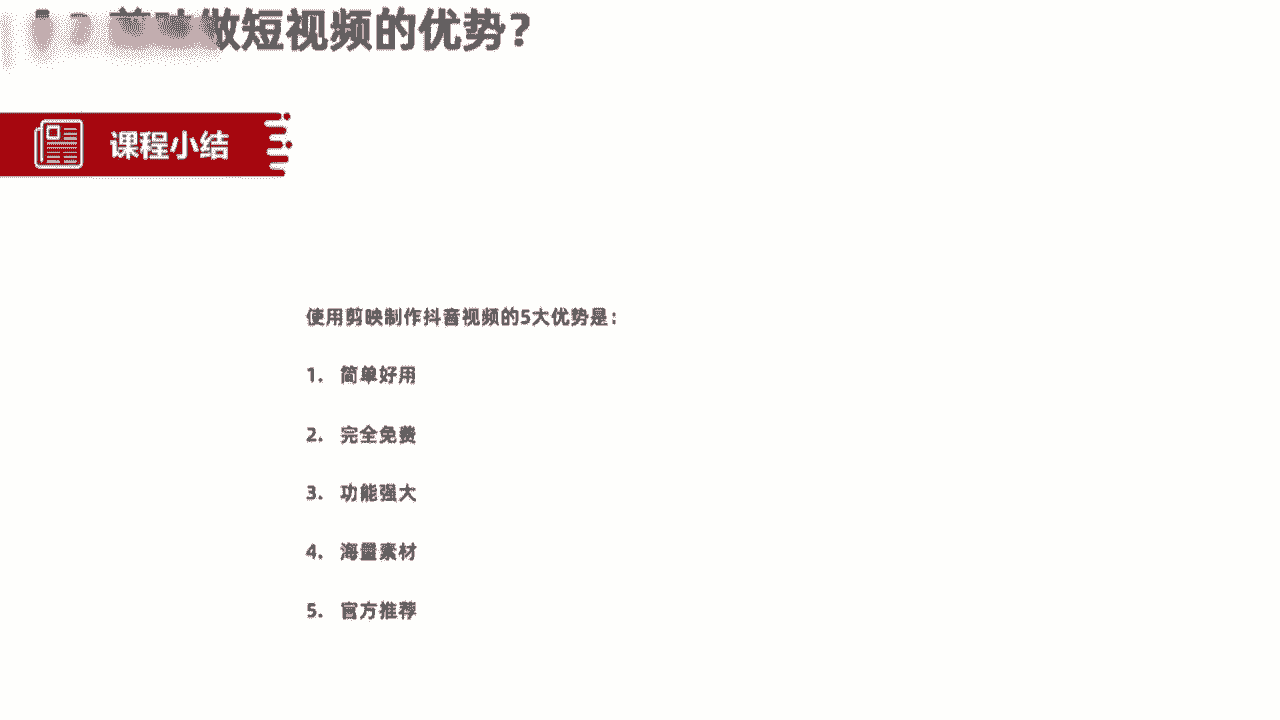 做短视频的优势？
课程小结
使用剪映制作抖音视频的5大优势是：
1. 简单好用
2. 完全免费
3. 功能强大
4. 海量素材
5. 官方推荐